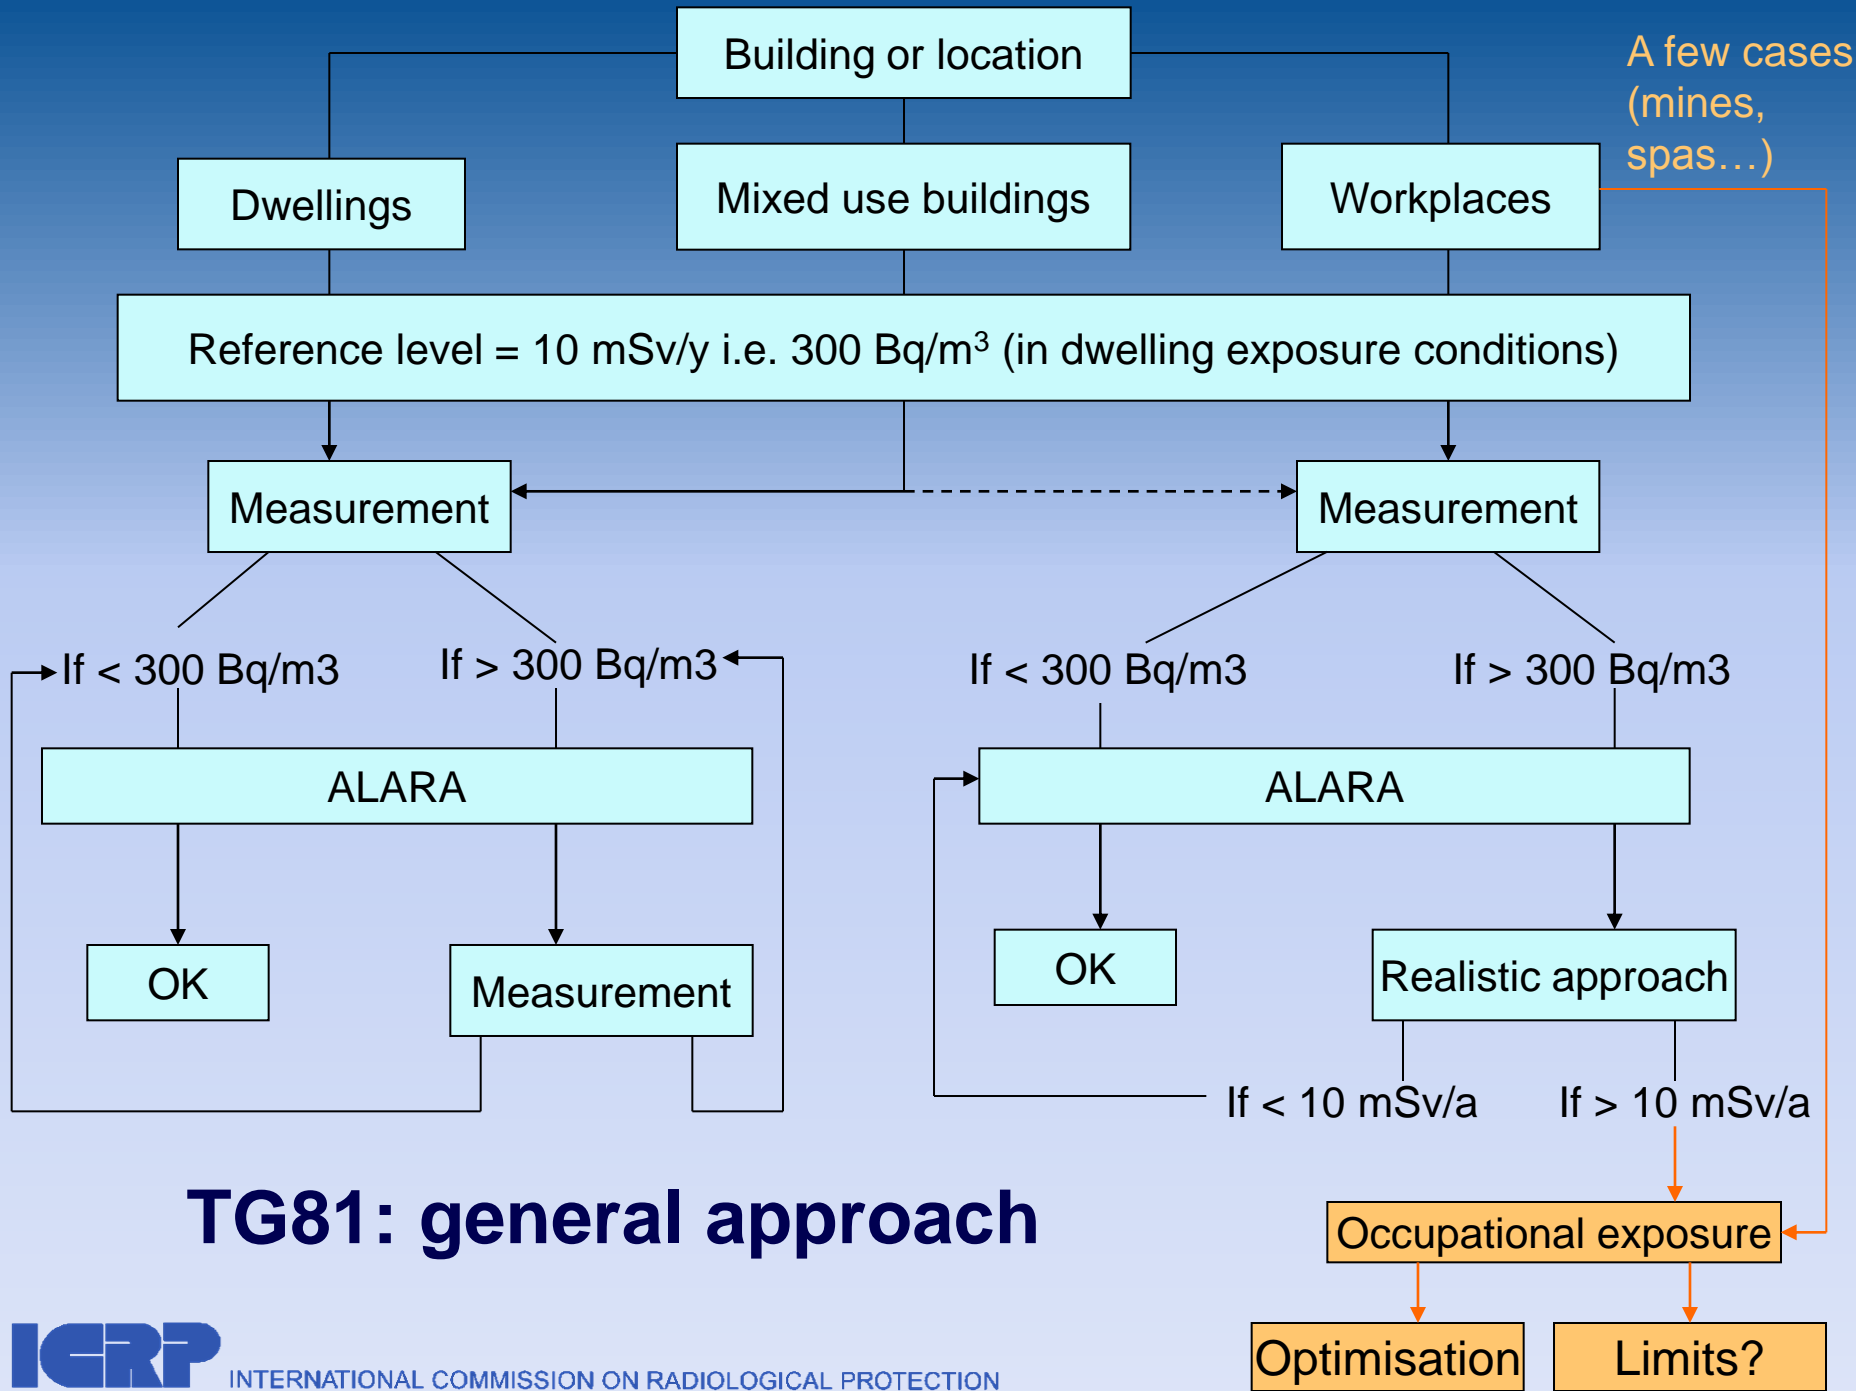 Building or location
A few cases
(mines,
spas…)
Dwellings
Mixed use buildings
Workplaces
Reference level = 10 mSv/y i.e. 300 Bq/m³ (in dwelling exposure conditions)
Measurement
Measurement
If < 300 Bq/m3
If > 300 Bq/m3
If < 300 Bq/m3
If > 300 Bq/m3
ALARA
ALARA
OK
Measurement
OK
Realistic approach
If < 10 mSv/a
If > 10 mSv/a
TG81: general approach
Occupational exposure
Optimisation
Limits?
ICRP
INTERNATIONAL COMMISSION ON RADIOLOGICAL PROTECTION